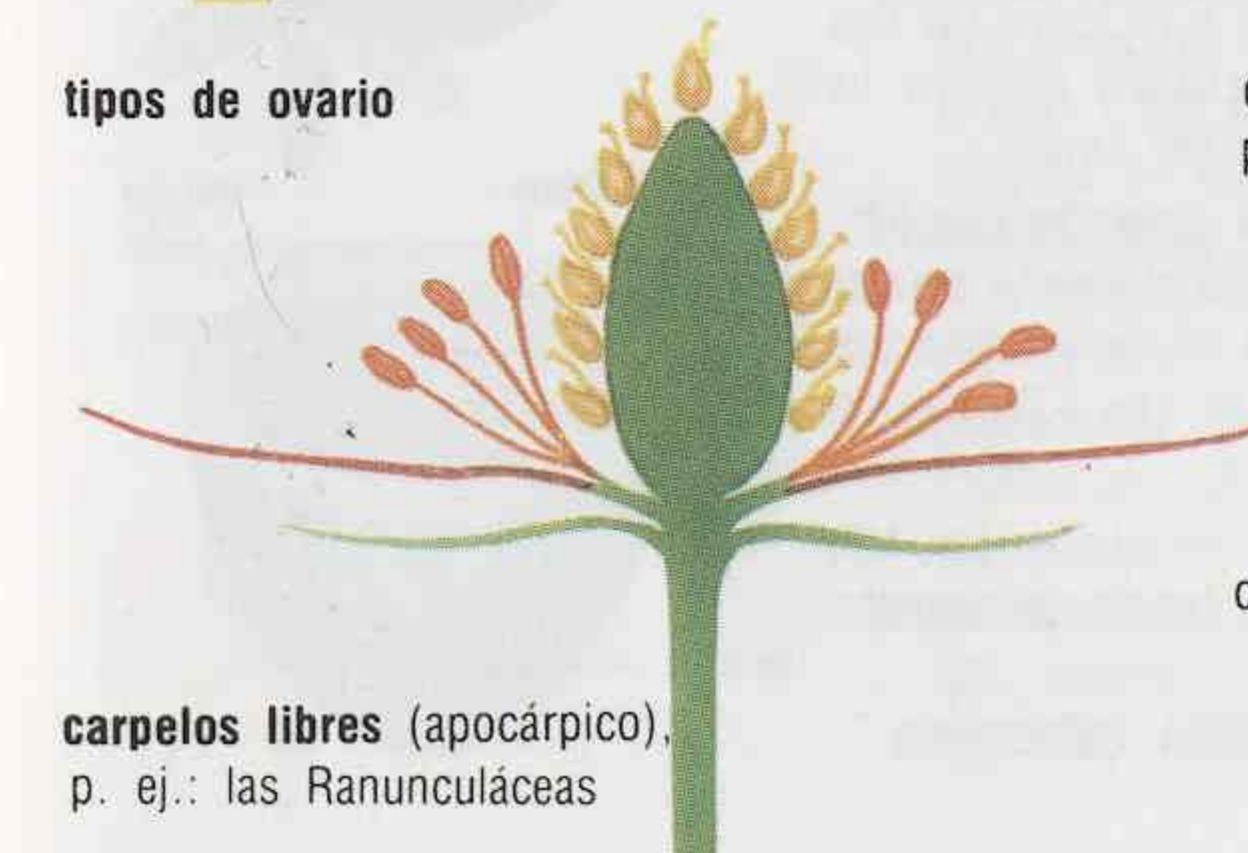 tipos de ovario
carpelos libres (apocárpico),
p. ej.: las Ranunculáceas